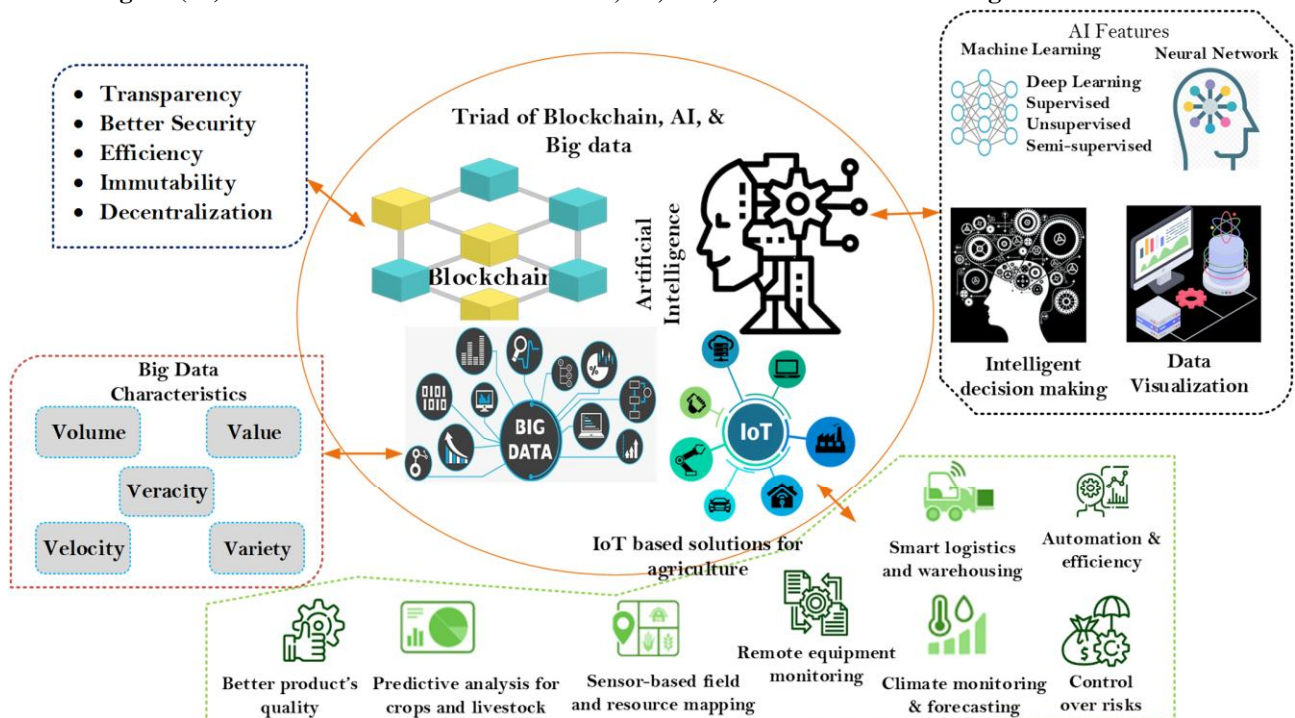 Triad of Blockchain, AI, &
Big data
• Transparency
• Better Security
• Efficiency
• Immutability
• Decentralization
Blockchain
Artificial
Intelligence
AI Features
Machine Learning
Deep Learning
Supervised
Unsupervised
Semi-supervised
Neural Network
Intelligent
decision making
Data
Visualization
Big Data
Characteristics
Volume
Value
Veracity
Velocity
Variety
0101
1010
BIG
DATA
IoT
IoT based solutions for
agriculture
Smart logistics
and warehousing
Automation &
efficiency
Better product's
quality
Predictive analysis for
crops and livestock
Sensor-based field
and resource mapping
Remote equipment
monitoring
Climate monitoring
& forecasting
Control
over risks